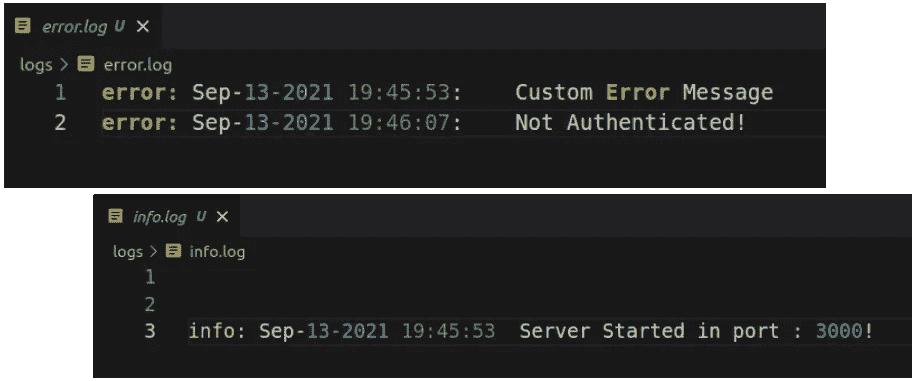 error.log U ×
logs > error.log
1 error: Sep-13-2021 19:45:53: Custom Error Message
2 error: Sep-13-2021 19:46:07: Not Authenticated!
info.log U ×
logs > info.log
1
2
3 info: Sep-13-2021 19:45:53 Server Started in port : 3000!